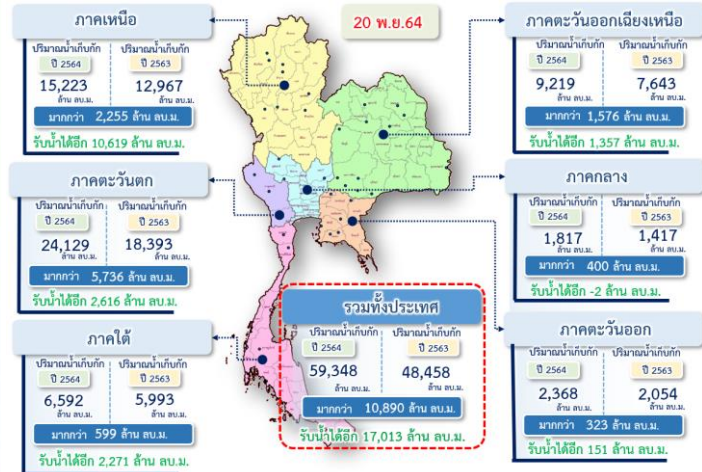 20 พ.ย.64
ภาคเหนือ
ปริมาณน้ำเก็บกัก ปริมาณน้ำเก็บกัก
ปี 2564 ปี 2563
15,223 12,967
ล้าน ลบ.ม. ล้าน ลบ.ม.
มากกว่า 2,255 ล้าน ลบ.ม.
รับน้ำได้อีก 10,619 ล้าน ลบ.ม.
ภาคตะวันออกเฉียงเหนือ
ปริมาณน้ำเก็บกัก ปริมาณน้ำเก็บกัก
ปี 2564 ปี 2563
9,219 7,643
ล้าน ลบ.ม. ล้าน ลบ.ม.
มากกว่า 1,576 ล้าน ลบ.ม.
รับน้ำได้อีก 1,357 ล้าน ลบ.ม.
ภาคตะวันตก
ปริมาณน้ำเก็บกัก ปริมาณน้ำเก็บกัก
ปี 2564 ปี 2563
24,129 18,393
ล้าน ลบ.ม. ล้าน ลบ.ม.
มากกว่า 5,736 ล้าน ลบ.ม.
รับน้ำได้อีก 2,616 ล้าน ลบ.ม.
ภาคกลาง
ปริมาณน้ำเก็บกัก ปริมาณน้ำเก็บกัก
ปี 2564 ปี 2563
1,817 1,417
ล้าน ลบ.ม. ล้าน ลบ.ม.
มากกว่า 400 ล้าน ลบ.ม.
รับน้ำได้อีก -2 ล้าน ลบ.ม.
ภาคใต้
ปริมาณน้ำเก็บกัก ปริมาณน้ำเก็บกัก
ปี 2564 ปี 2563
6,592 5,993
ล้าน ลบ.ม. ล้าน ลบ.ม.
มากกว่า 599 ล้าน ลบ.ม.
รับน้ำได้อีก 2,271 ล้าน ลบ.ม.
รวมทั้งประเทศ
ปริมาณน้ำเก็บกัก ปริมาณน้ำเก็บกัก
ปี 2564 ปี 2563
59,348 48,458
ล้าน ลบ.ม. ล้าน ลบ.ม.
มากกว่า 10,890 ล้าน ลบ.ม.
รับน้ำได้อีก 17,013 ล้าน ลบ.ม.
ภาคตะวันออก
ปริมาณน้ำเก็บกัก ปริมาณน้ำเก็บกัก
ปี 2564 ปี 2563
2,368 2,054
ล้าน ลบ.ม. ล้าน ลบ.ม.
มากกว่า 323 ล้าน ลบ.ม.
รับน้ำได้อีก 151 ล้าน ลบ.ม.